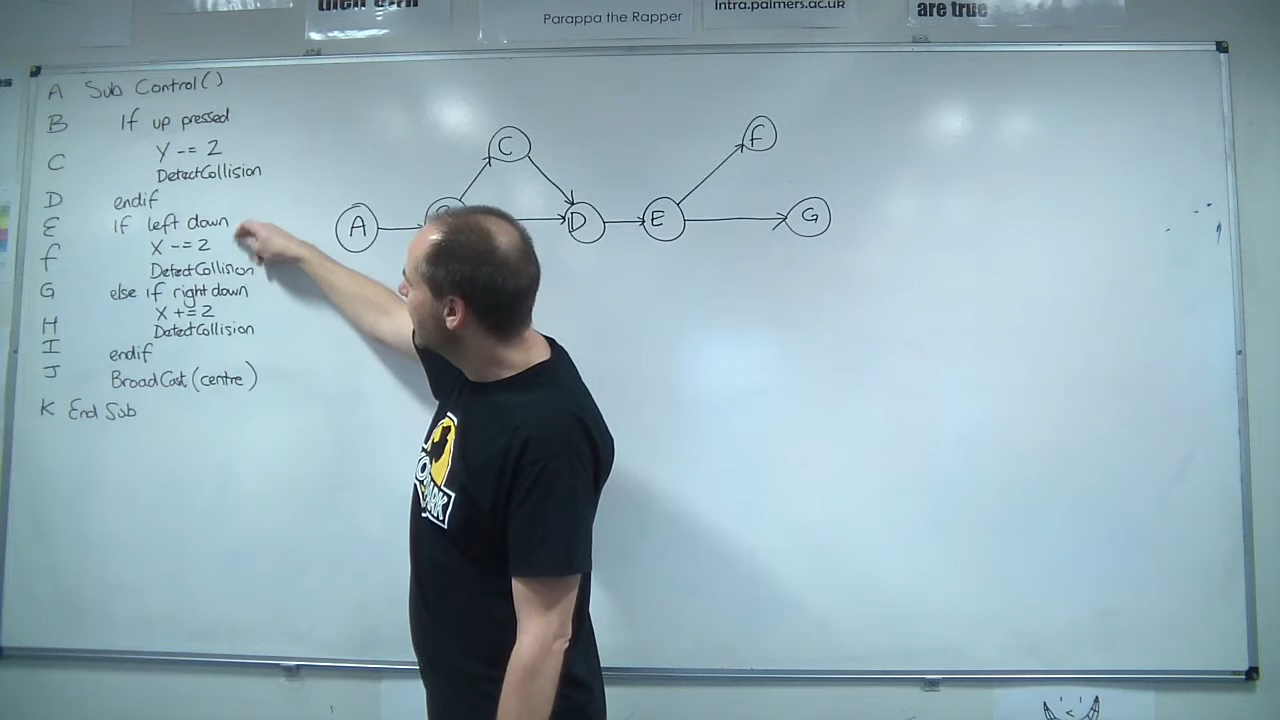 Parappa the Rapper
Intra.palmers.ac.uk
are true
A Sub Control()
B If up pressed
C Y -= 2
DetectCollision
D endif
E If left down
X -= 2
F DetectCollision
G else if right down
X += 2
H DetectCollision
I endif
J BroadCast(centre)
K End Sub
C
F
A
D
E
G